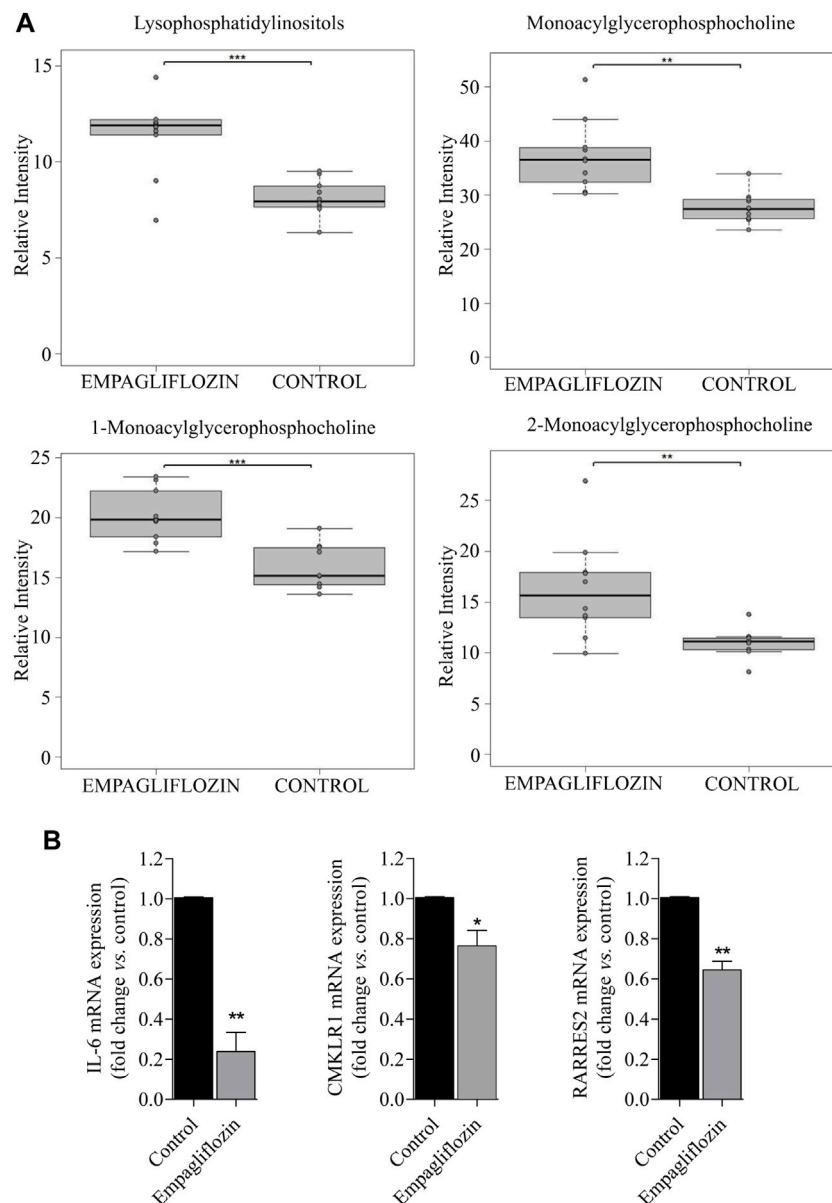 A
Lysophosphatidylinositols
Relative Intensity
15
10
5
0
***
EMPAGLIFLOZIN CONTROL
Monoacylglycerophosphocholine
Relative Intensity
50
40
30
20
10
0
**
EMPAGLIFLOZIN CONTROL
1-Monoacylglycerophosphocholine
Relative Intensity
25
20
15
10
5
0
***
EMPAGLIFLOZIN CONTROL
2-Monoacylglycerophosphocholine
Relative Intensity
25
20
15
10
5
0
**
EMPAGLIFLOZIN CONTROL
B
IL-6 mRNA expression
(fold change vs. control)
1.2
1.0
0.8
0.6
0.4
0.2
0.0
**
Control
Empagliflozin
CMKLR1 mRNA expression
(fold change vs. control)
1.2
1.0
0.8
0.6
0.4
0.2
0.0
*
Control
Empagliflozin
RARRES2 mRNA expression
(fold change vs. control)
1.2
1.0
0.8
0.6
0.4
0.2
0.0
**
Control
Empagliflozin